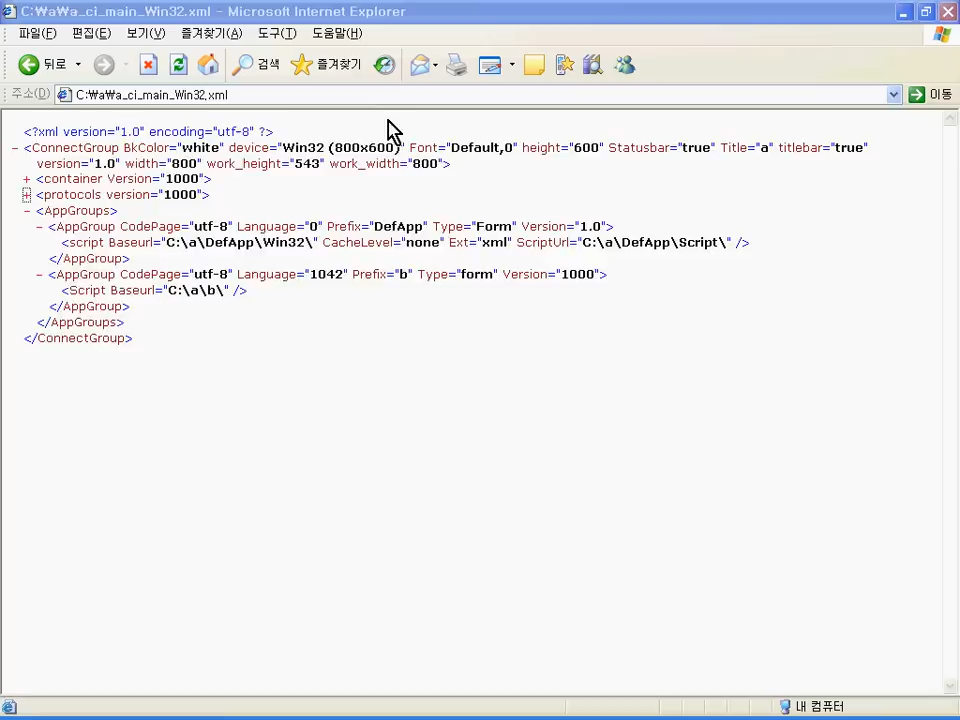 C:₩a₩a_ci_main_Win32.xml - Microsoft Internet Explorer
파일(F) 편집(E) 보기(V) 즐겨찾기(A) 도구(T) 도움말(H)
뒤로 검색 즐겨찾기
주소(D) C:₩a₩a_ci_main_Win32.xml 이동
<?xml version="1.0" encoding="utf-8" ?>
- <ConnectGroup BkColor="white" device="Win32 (800x600)" Font="Default,0" height="600" Statusbar="true" Title="a" titlebar="true"
version="1.0" width="800" work_height="543" work_width="800">
+ <container Version="1000">
+ <protocols version="1000">
- <AppGroups>
- <AppGroup CodePage="utf-8" Language="0" Prefix="DefApp" Type="Form" Version="1.0">
<script Baseurl="C:\a\DefApp\Win32\" CacheLevel="none" Ext="xml" ScriptUrl="C:\a\DefApp\Script\" />
</AppGroup>
- <AppGroup CodePage="utf-8" Language="1042" Prefix="b" Type="form" Version="1000">
<Script Baseurl="C:\a\b\" />
</AppGroup>
</AppGroups>
</ConnectGroup>
내 컴퓨터